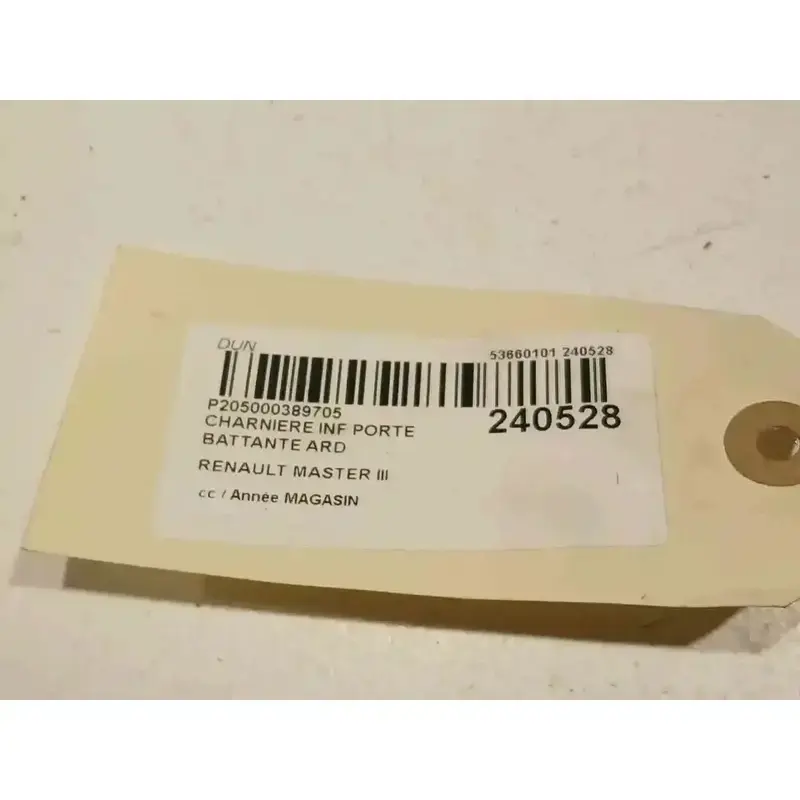 DUN
53660101 240528
P205000389705
240528
CHARNIERE INF PORTE
BATTANTE ARD
RENAULT MASTER III
cc / Année MAGASIN